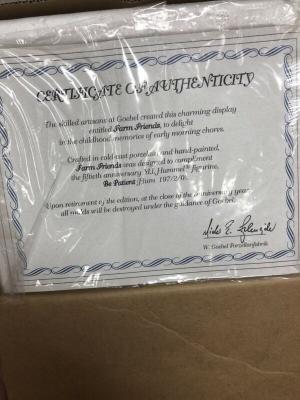 CERTIFICATE OF AUTHENTICITY
The skilled artisans at Goebel created this charming display
entitled Farm Friends, to delight
in the childhood memories of early morning chores.
Crafted in cold-cast porcelain and hand-painted,
Farm Friends was designed to compliment
the fiftieth anniversary M.I. Hummel figurine,
Be Patient (Hum 197/2/0).
Upon retirement of the edition, at the close of the anniversary year,
all molds will be destroyed under the guidance of Goebel.
W. Goebel Porzellanfabrik